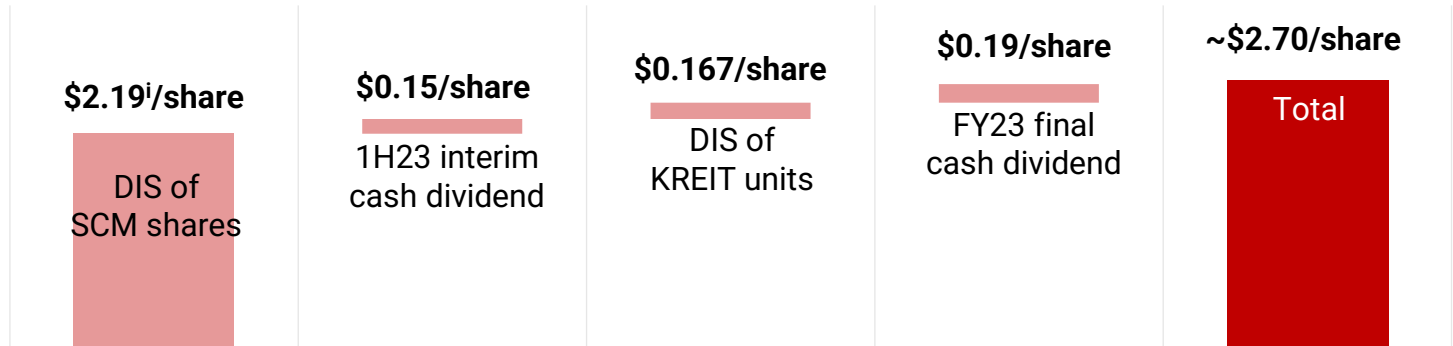 $2.19ⁱ/share
DIS of
SCM shares
$0.15/share
1H23 interim
cash dividend
$0.167/share
DIS of
KREIT units
$0.19/share
FY23 final
cash dividend
~$2.70/share
Total